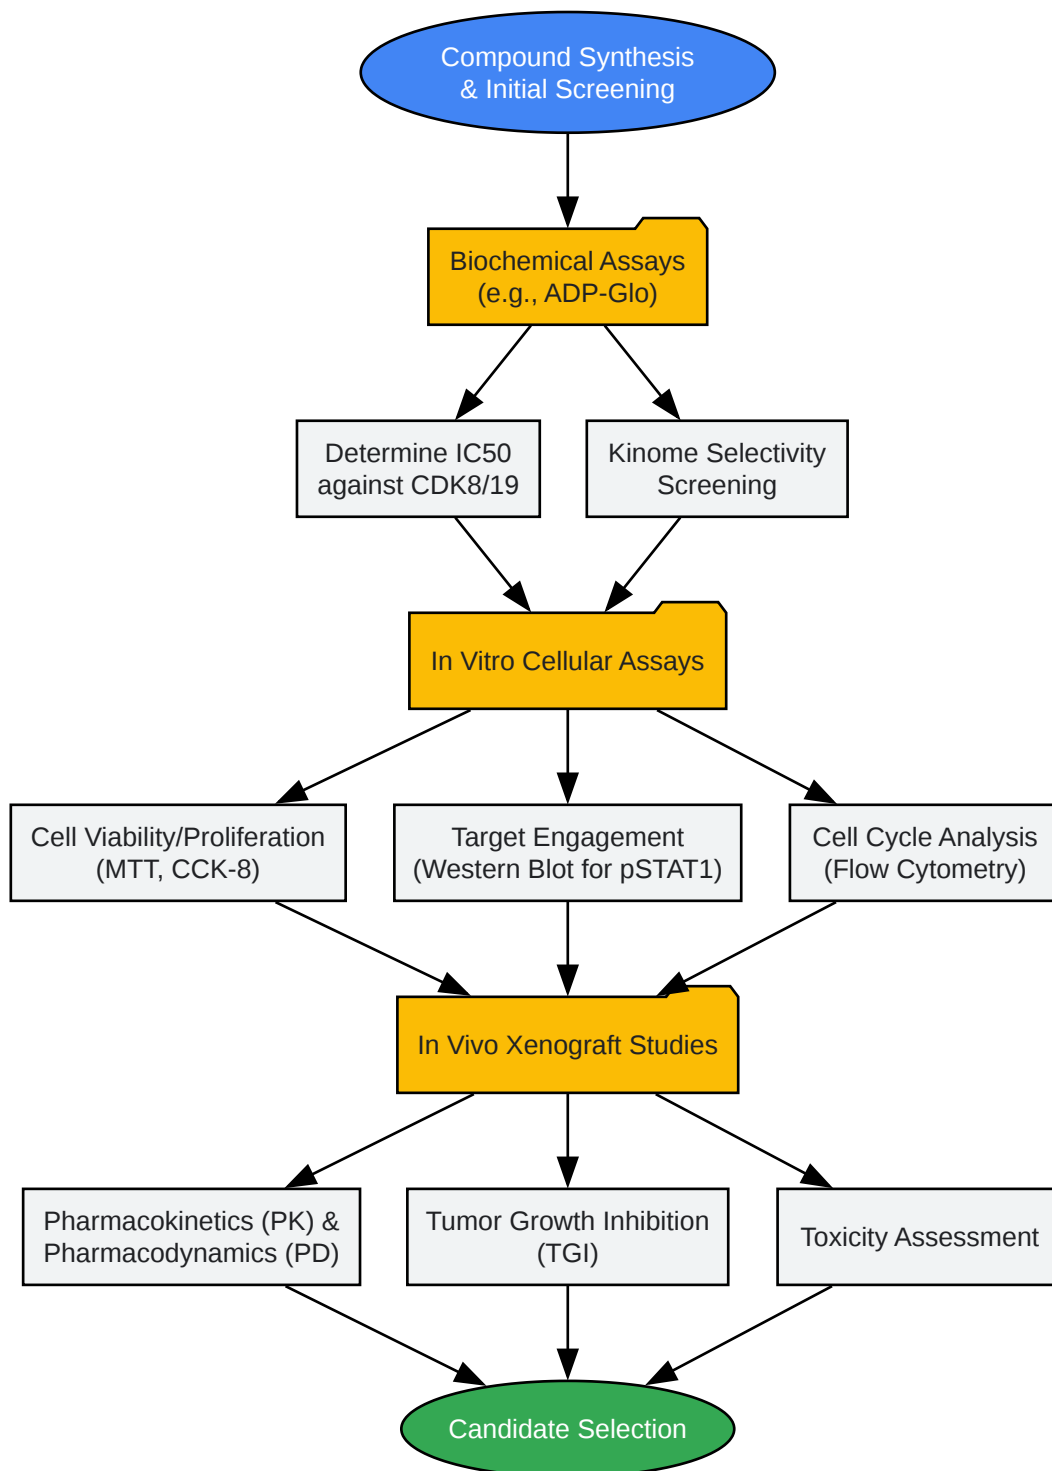 Compound Synthesis
& Initial Screening
Biochemical Assays
(e.g., ADP-Glo)
Determine IC50
against CDK8/19
Kinome Selectivity
Screening
In Vitro Cellular Assays
Cell Viability/Proliferation
(MTT, CCK-8)
Target Engagement
(Western Blot for pSTAT1)
Cell Cycle Analysis
(Flow Cytometry)
In Vivo Xenograft Studies
Pharmacokinetics (PK) &
Pharmacodynamics (PD)
Tumor Growth Inhibition
(TGI)
Toxicity Assessment
Candidate Selection